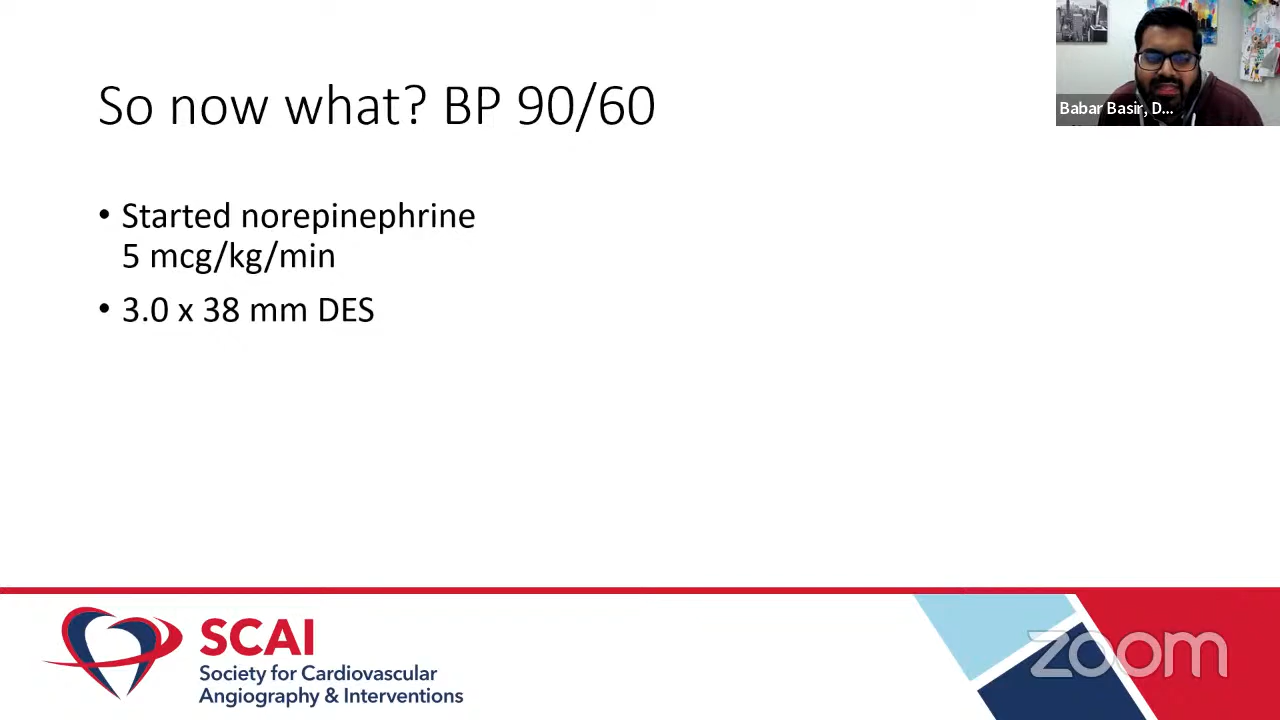 So now what? BP 90/60
• Started norepinephrine
5 mcg/kg/min
• 3.0 x 38 mm DES
Babar Basir, D...
SCAI
Society for Cardiovascular
Angiography & Interventions
zoom